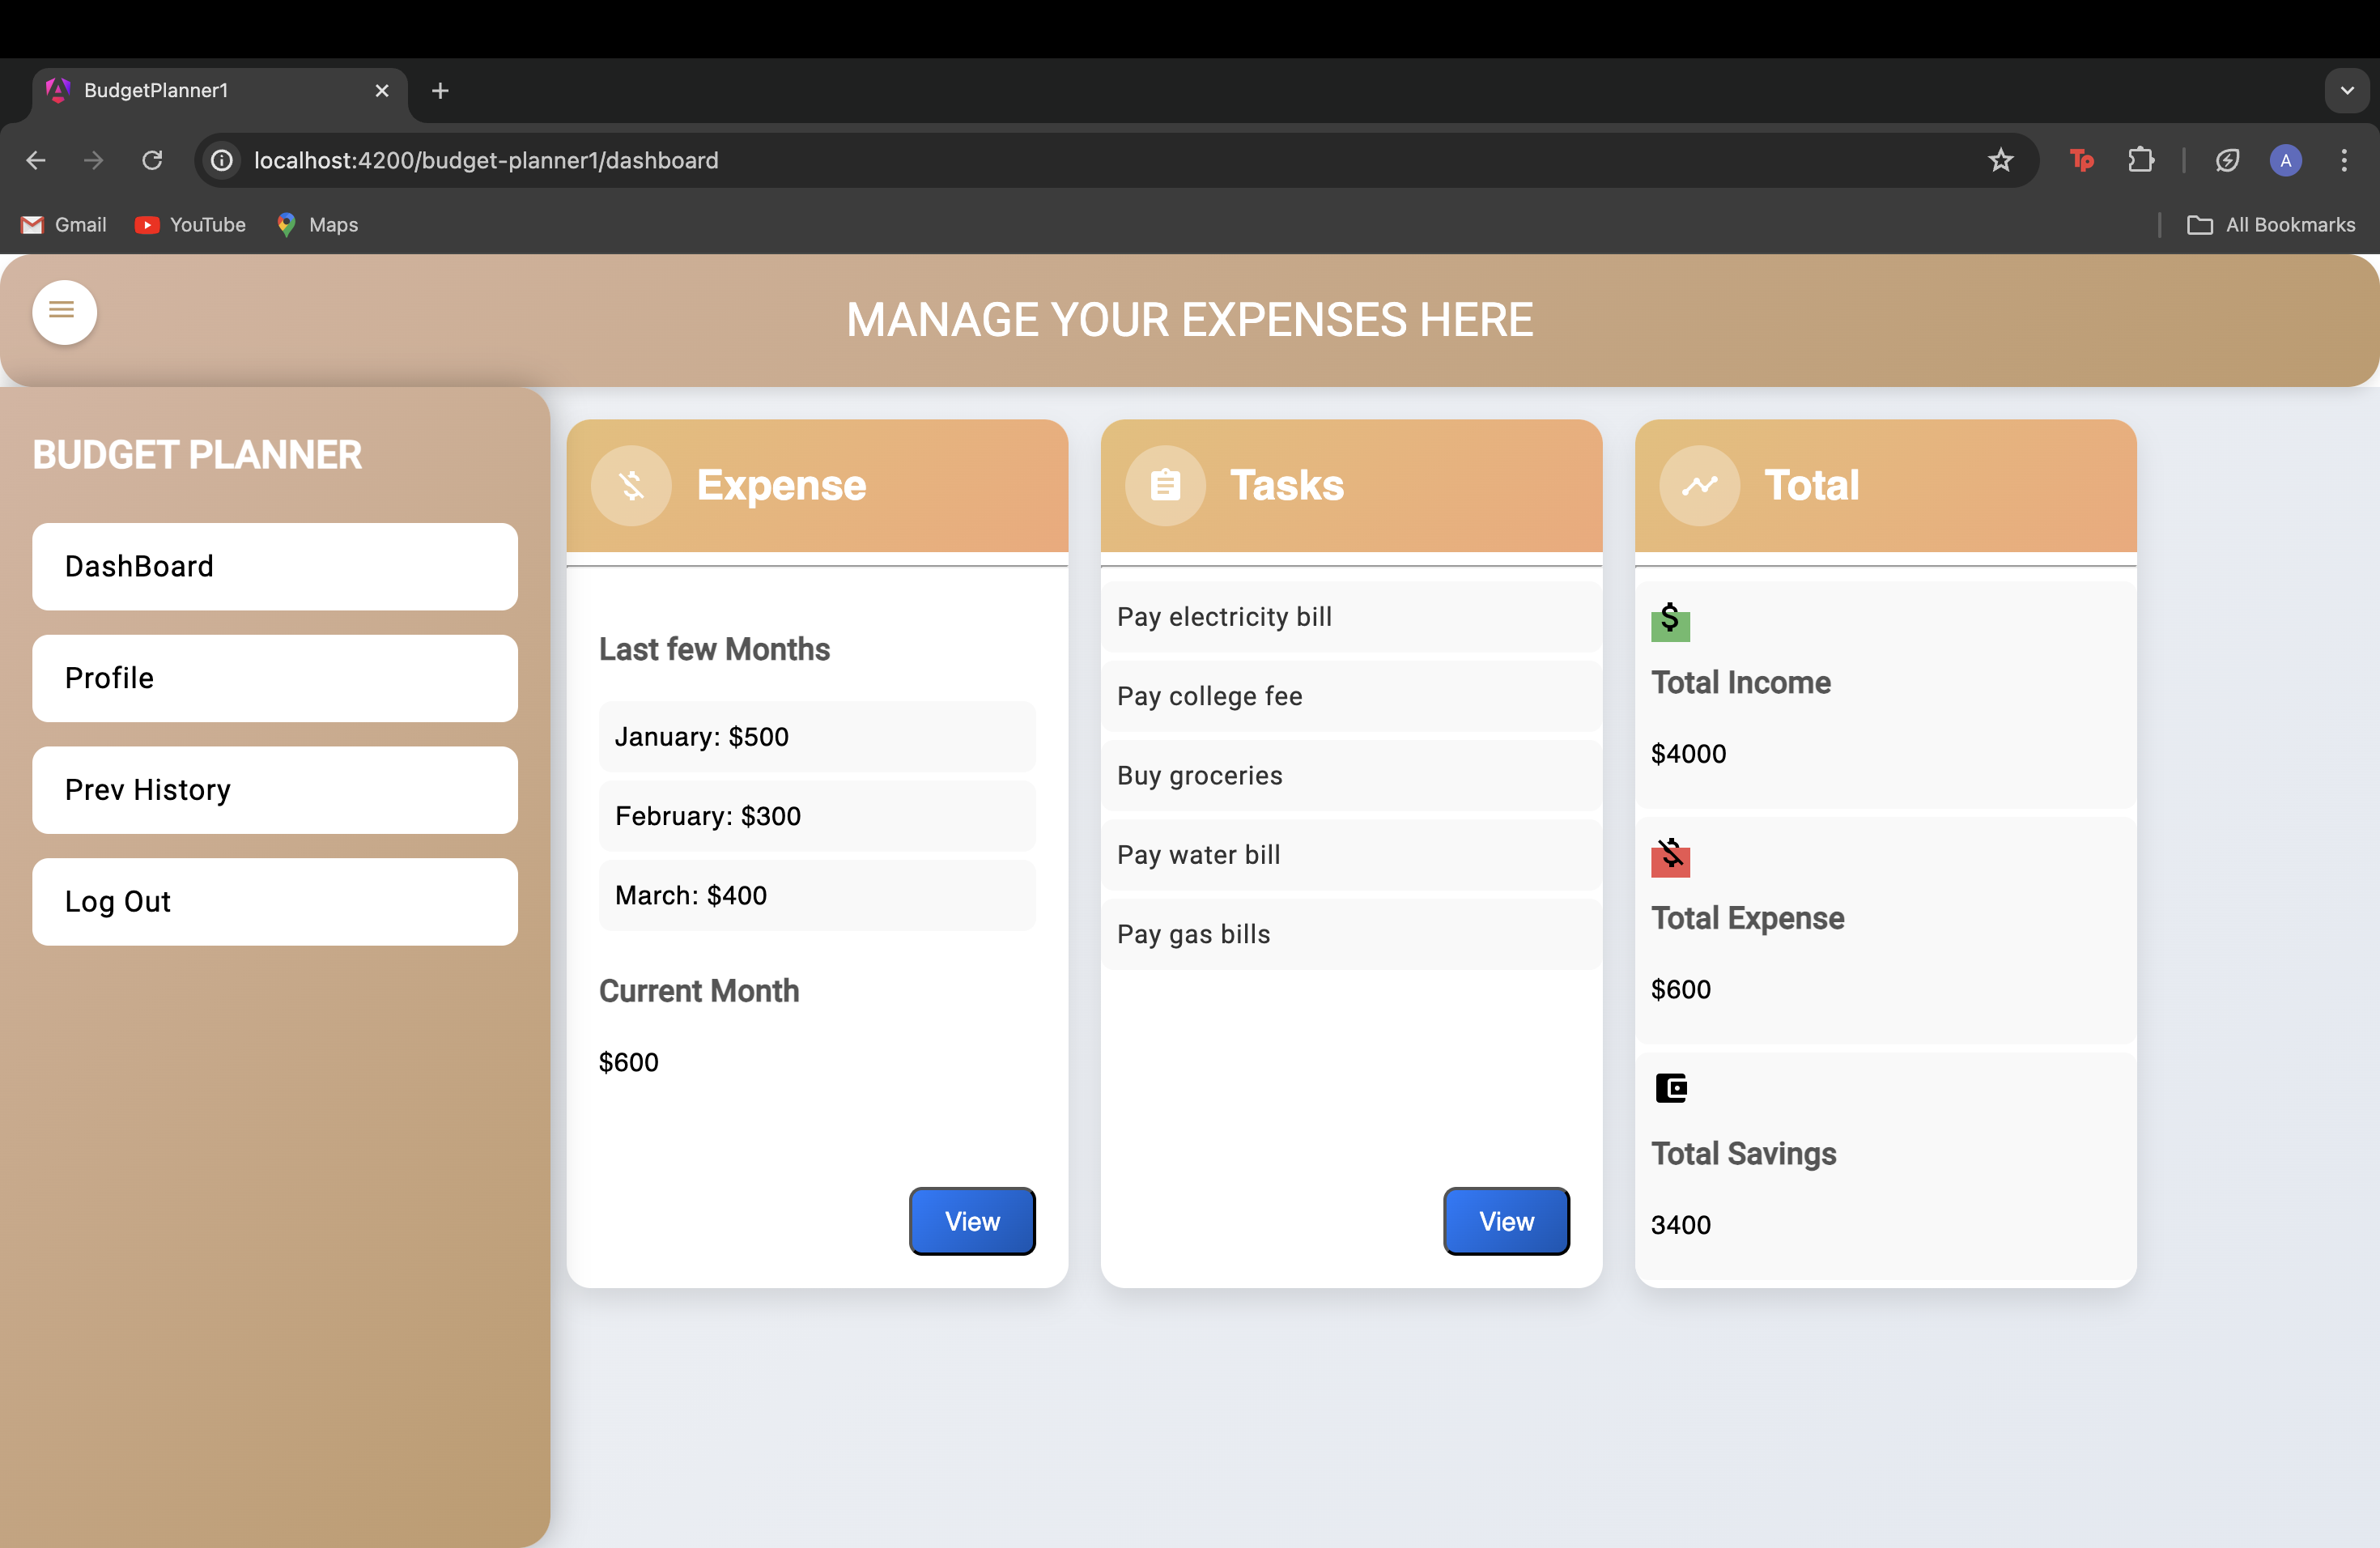 BudgetPlanner1
localhost:4200/budget-planner1/dashboard
Tp
A
Gmail
YouTube
Maps
All Bookmarks
MANAGE YOUR EXPENSES HERE
BUDGET PLANNER
DashBoard
Profile
Prev History
Log Out
Expense
Last few Months
January: $500
February: $300
March: $400
Current Month
$600
View
Tasks
Pay electricity bill
Pay college fee
Buy groceries
Pay water bill
Pay gas bills
View
Total
Total Income
$4000
Total Expense
$600
Total Savings
3400